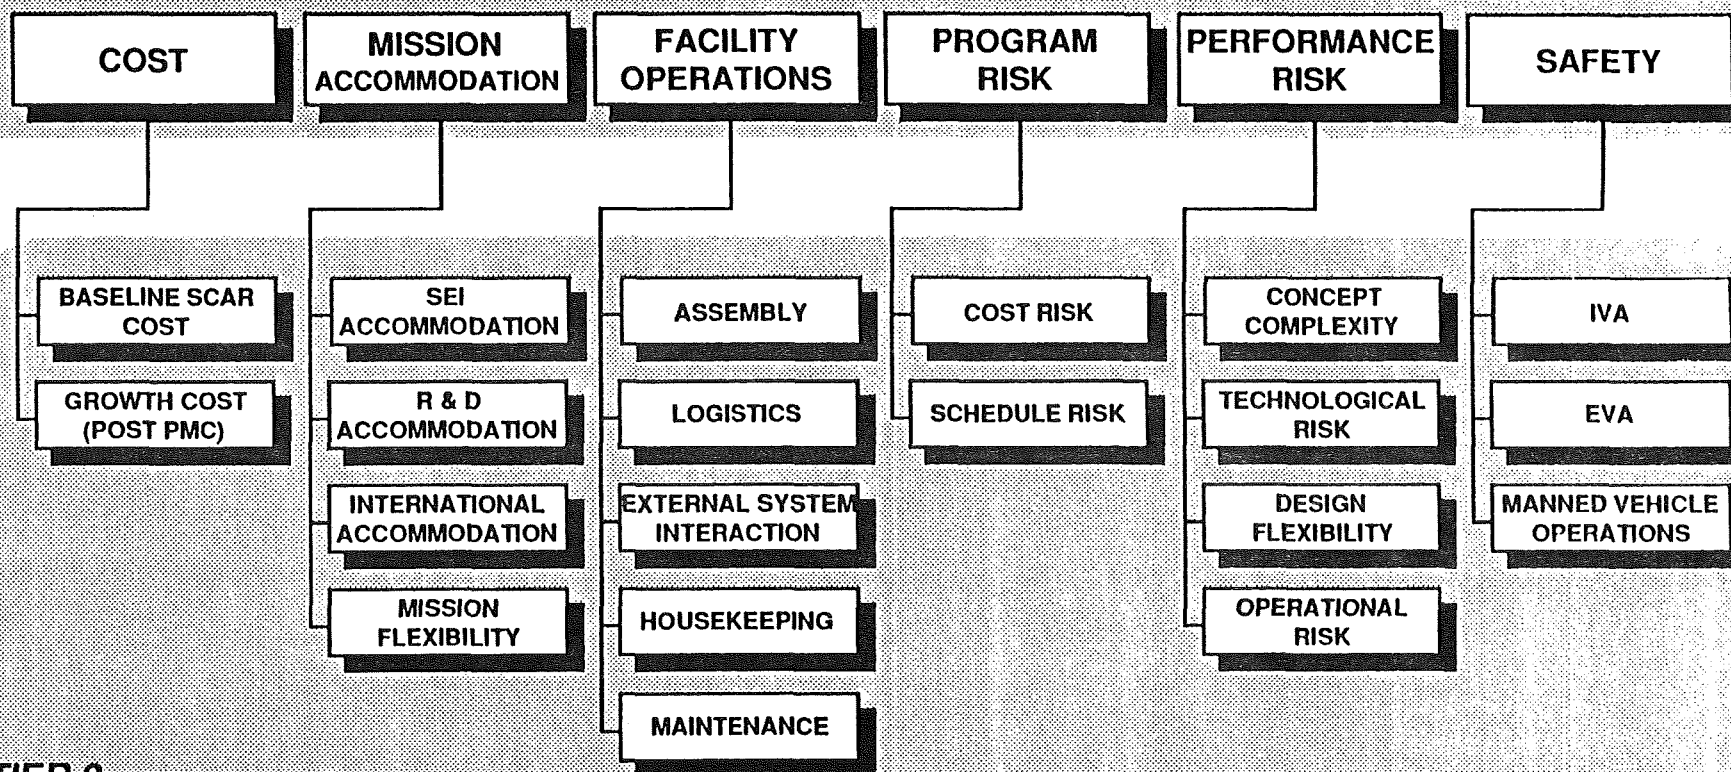 COST
MISSION
ACCOMMODATION
FACILITY
OPERATIONS
PROGRAM
RISK
PERFORMANCE
RISK
SAFETY
BASELINE SCAR
COST
GROWTH COST
(POST PMC)
SEI
ACCOMMODATION
R & D
ACCOMMODATION
INTERNATIONAL
ACCOMMODATION
MISSION
FLEXIBILITY
ASSEMBLY
LOGISTICS
EXTERNAL SYSTEM
INTERACTION
HOUSEKEEPING
MAINTENANCE
COST RISK
SCHEDULE RISK
CONCEPT
COMPLEXITY
TECHNOLOGICAL
RISK
DESIGN
FLEXIBILITY
OPERATIONAL
RISK
IVA
EVA
MANNED VEHICLE
OPERATIONS